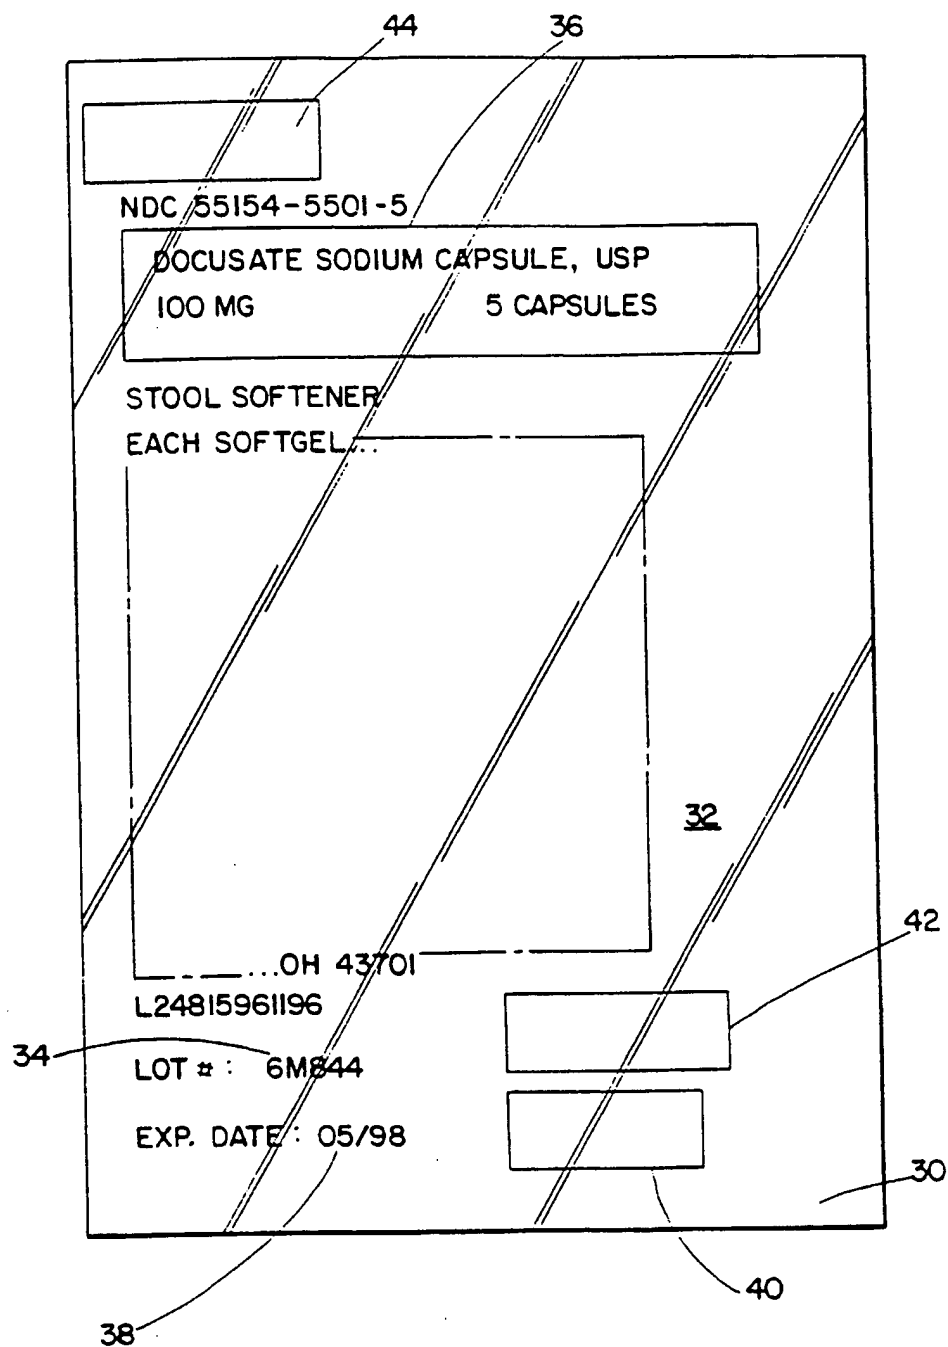 44
36
NDC 55154-5501-5
DOCUSATE SODIUM CAPSULE, USP
100 MG 5 CAPSULES
STOOL SOFTENER
EACH SOFTGEL...
32
42
...OH 43701
L24815961196
34
LOT #: 6M844
EXP. DATE: 05/98
30
40
38